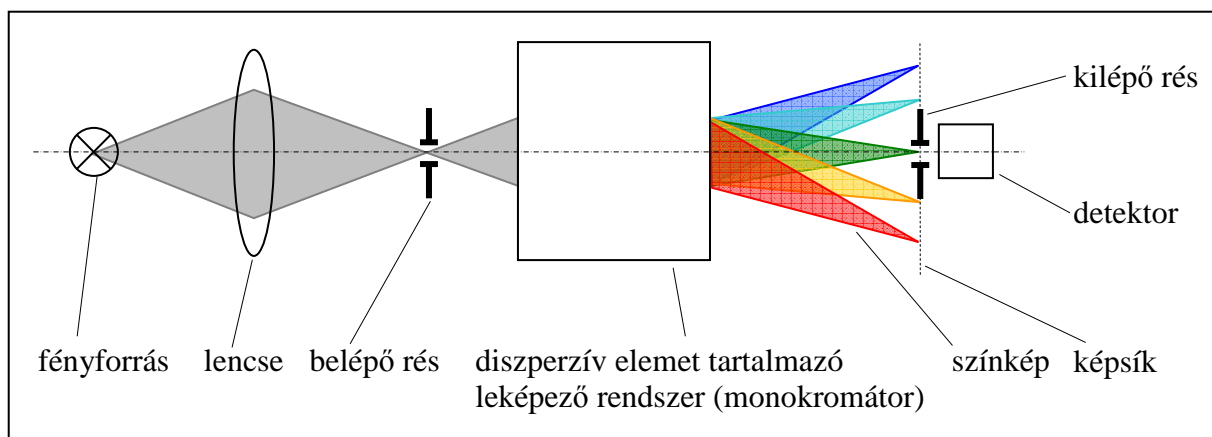 kilépő rés
detektor
fényforrás
lencse
belépő rés
diszperzív elemet tartalmazó
leképező rendszer (monokromátor)
színkép
képsík